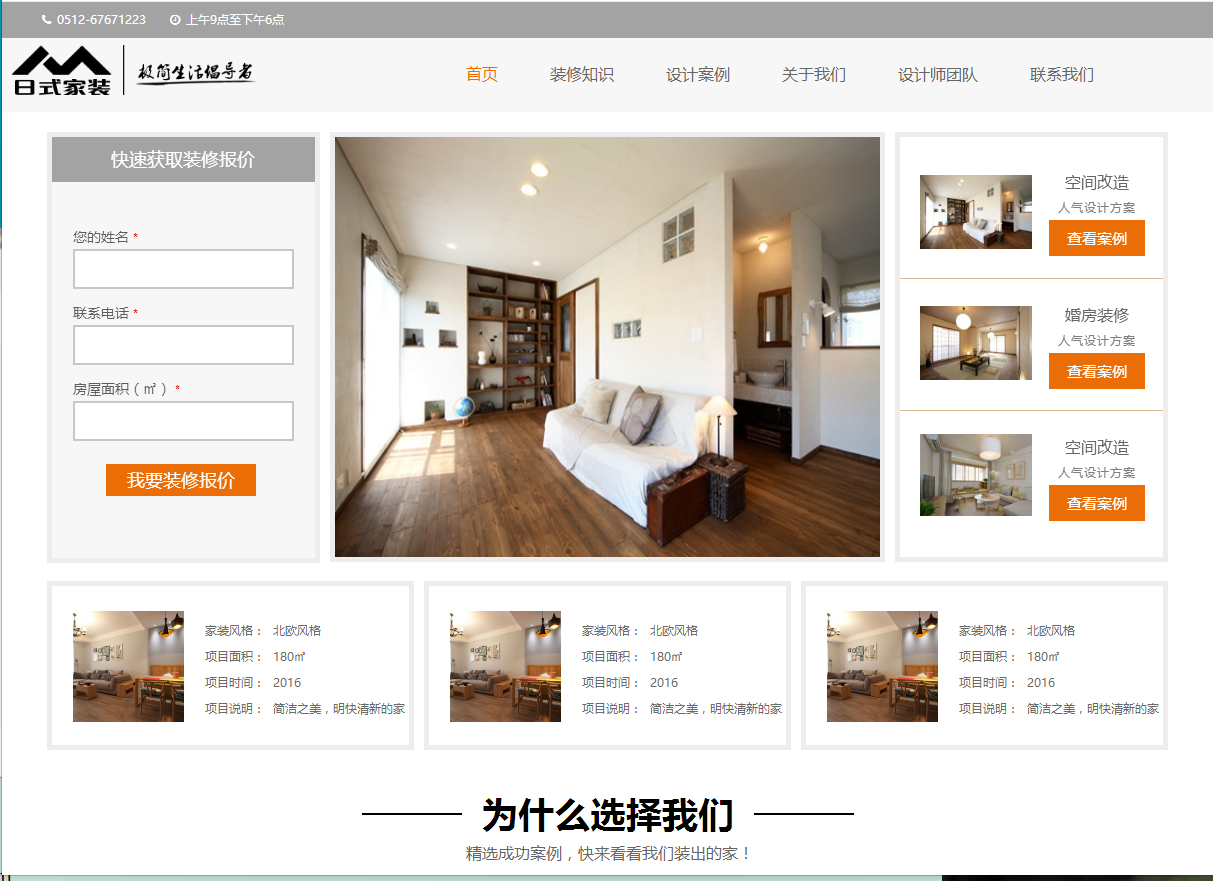 0512-67671223 上午9点至下午6点
日式家装 极简生活倡导者
首页 装修知识 设计案例 关于我们 设计师团队 联系我们
快速获取装修报价
您的姓名 *
联系电话 *
房屋面积（㎡）*
我要装修报价
空间改造
人气设计方案
查看案例
婚房装修
人气设计方案
查看案例
空间改造
人气设计方案
查看案例
家装风格： 北欧风格
项目面积： 180㎡
项目时间： 2016
项目说明： 简洁之美，明快清新的家
家装风格： 北欧风格
项目面积： 180㎡
项目时间： 2016
项目说明： 简洁之美，明快清新的家
家装风格： 北欧风格
项目面积： 180㎡
项目时间： 2016
项目说明： 简洁之美，明快清新的家
为什么选择我们
精选成功案例，快来看看我们装出的家！